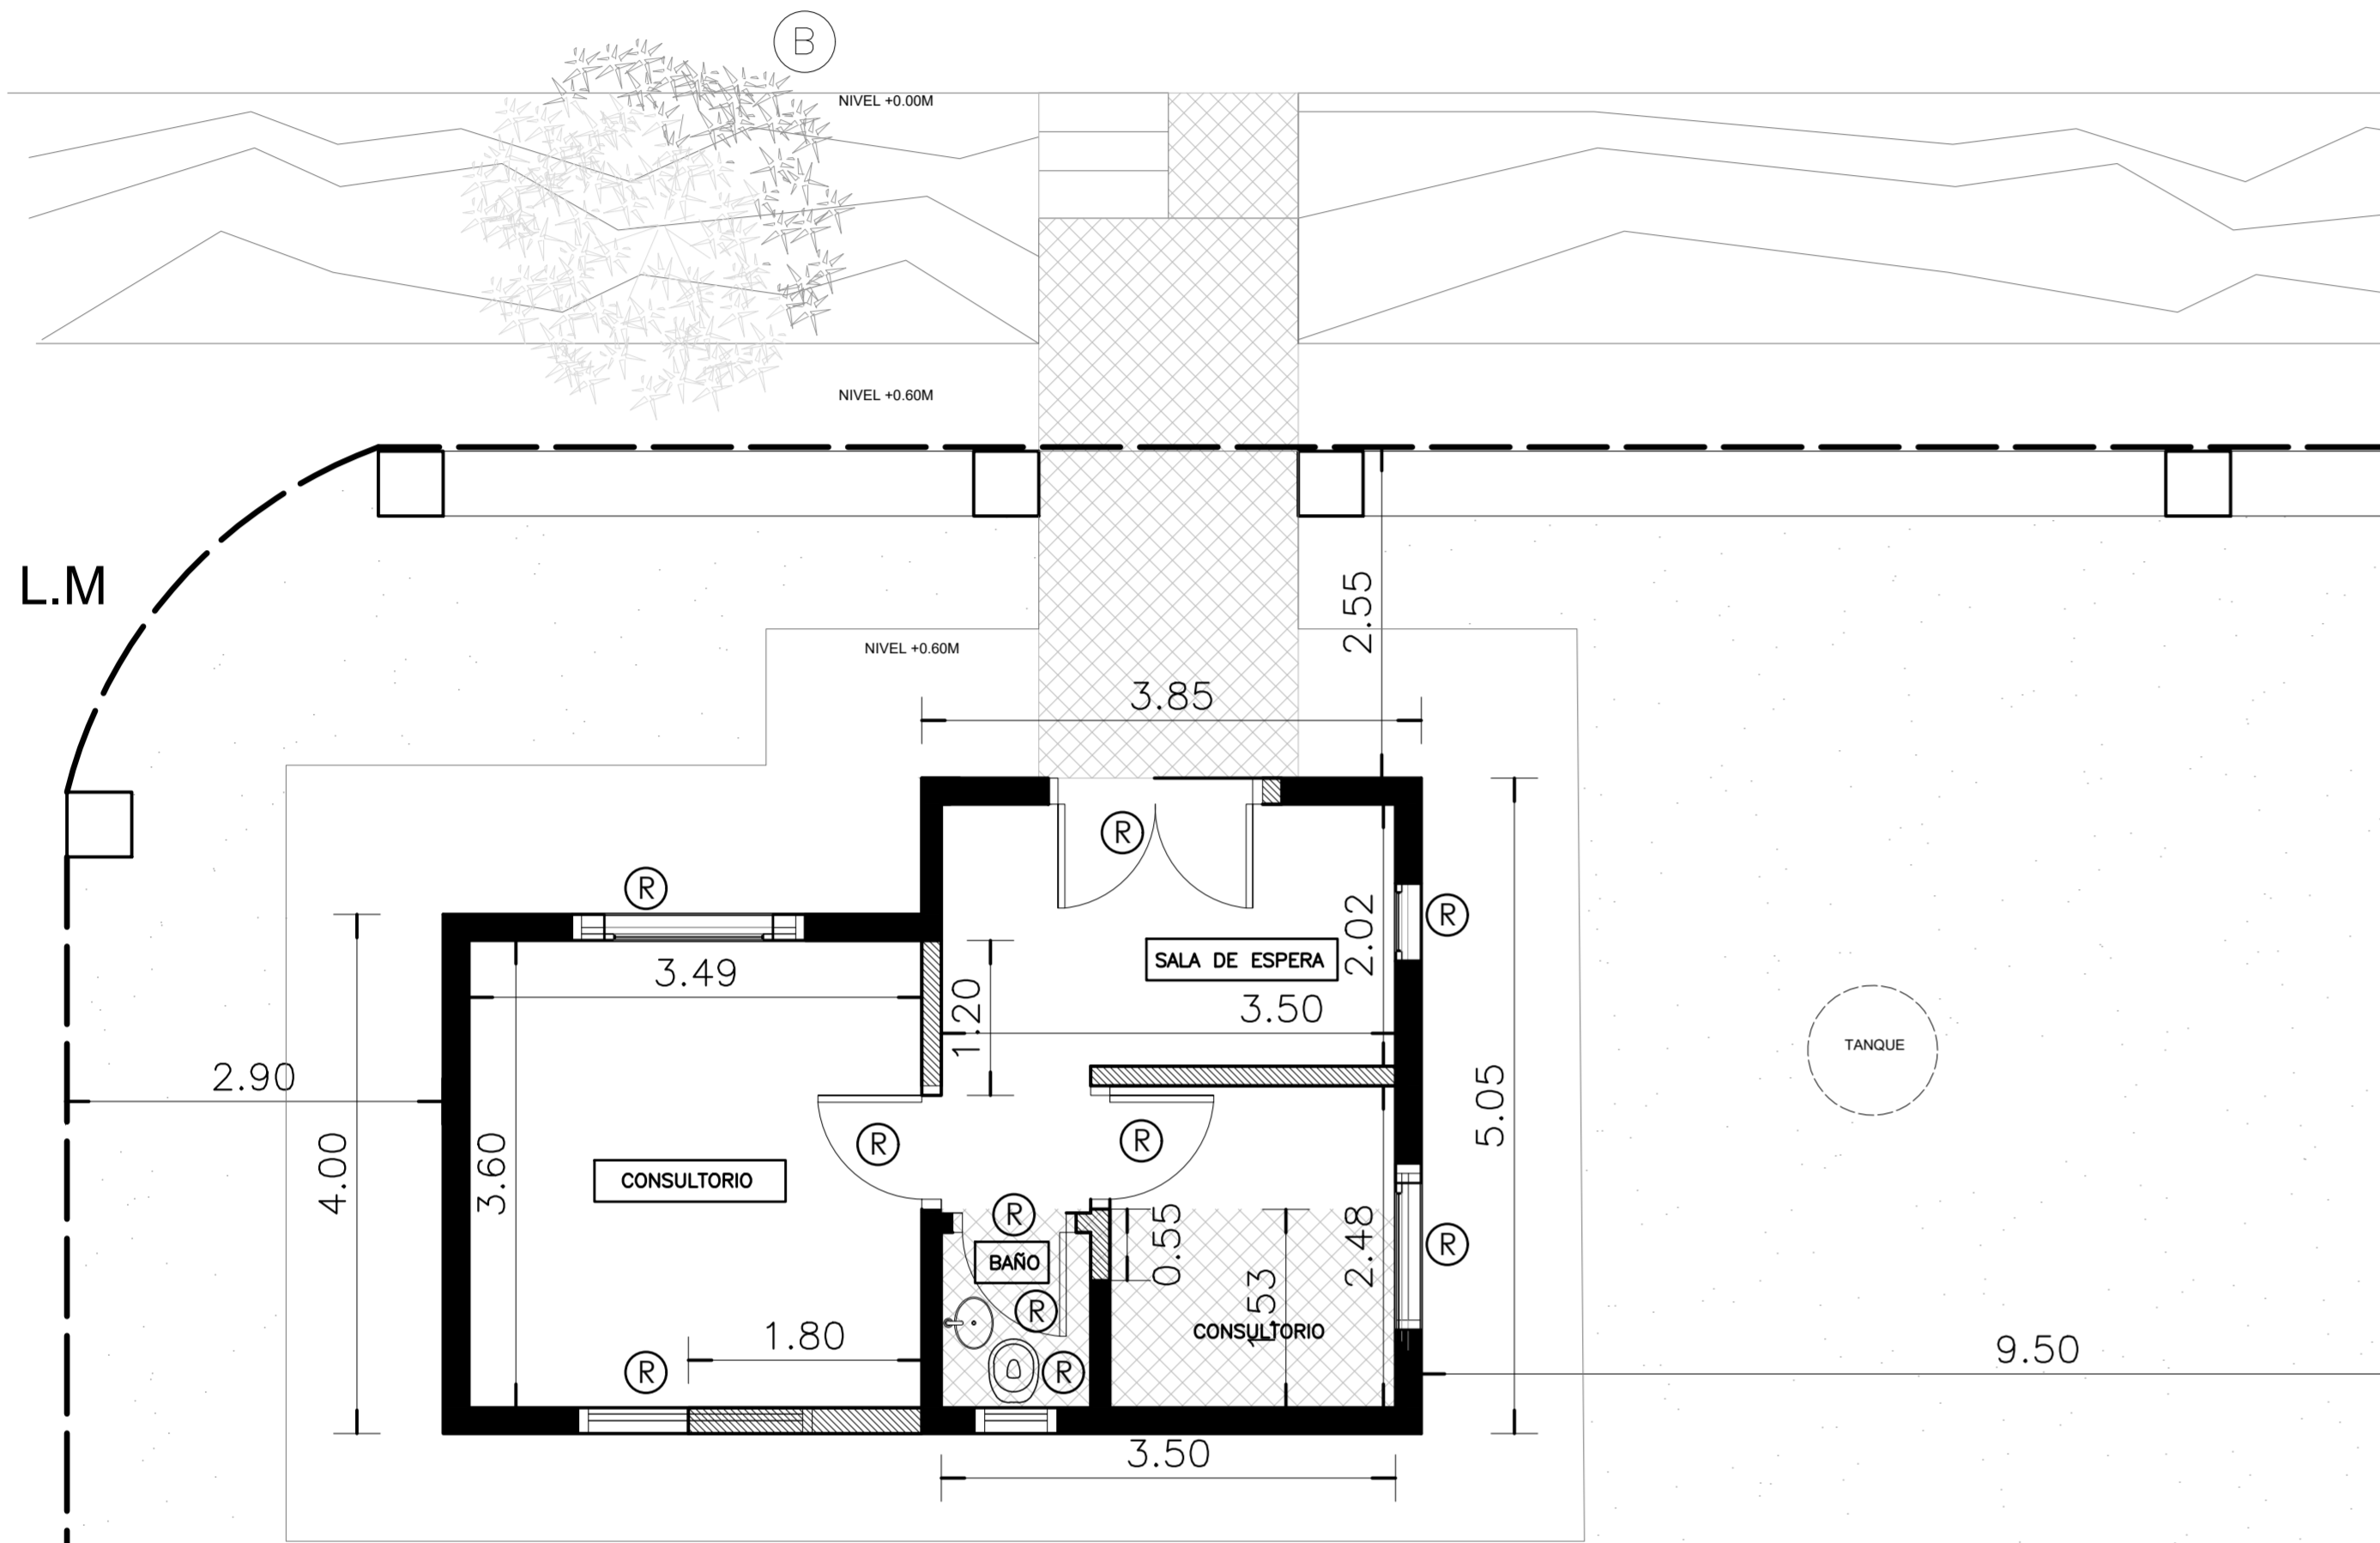 B
NIVEL +0.00M
NIVEL +0.60M
L.M
2.55
NIVEL +0.60M
3.85
R
R
R
2.02
SALA DE ESPERA
3.49
3.50
1.20
TANQUE
2.90
5.05
R
R
4.00
3.60
CONSULTORIO
R
0.55
2.48
R
BAÑO
1.53
R
CONSULTORIO
1.80
9.50
R
R
3.50